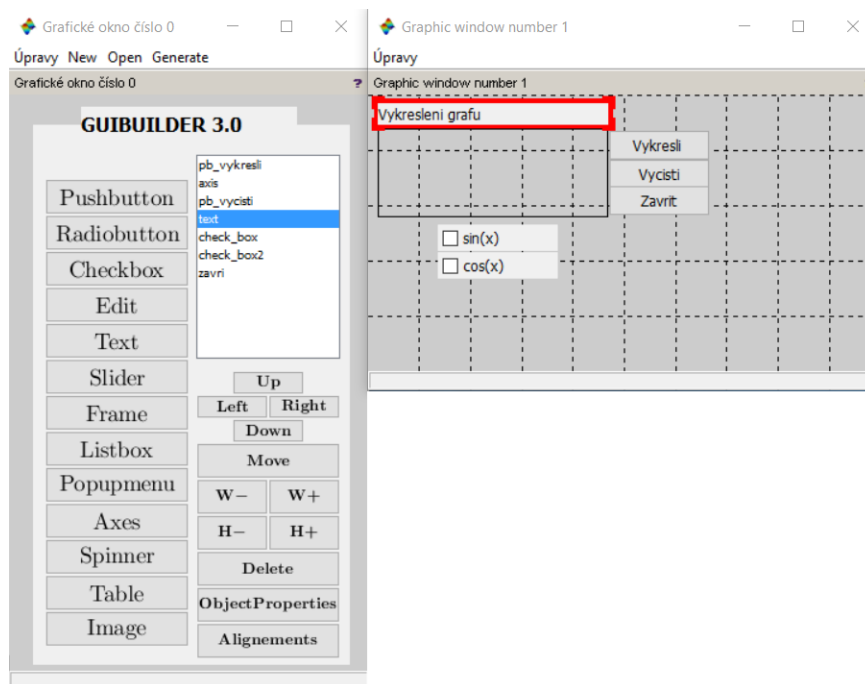 Grafické okno číslo 0
Úpravy New Open Generate
Grafické okno číslo 0 ?
GUIBUILDER 3.0
Pushbutton
Radiobutton
Checkbox
Edit
Text
Slider
Frame
Listbox
Popupmenu
Axes
Spinner
Table
Image
pb_vykresli
axis
pb_vycisti
text
check_box
check_box2
zavri
Up
Left Right
Down
Move
W− W+
H− H+
Delete
ObjectProperties
Alignements
Graphic window number 1
Úpravy
Graphic window number 1
Vykresleni grafu
Vykresli
Vycisti
Zavrit
sin(x)
cos(x)